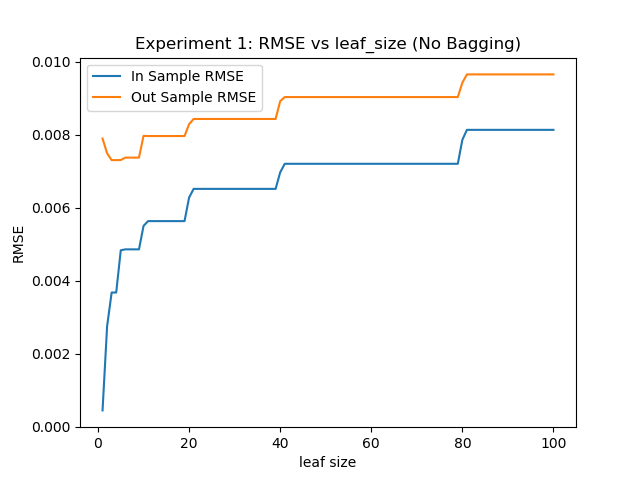 Experiment 1: RMSE vs leaf_size (No Bagging)
In Sample RMSE
Out Sample RMSE
0.010
0.008
0.006
0.004
0.002
0.000
RMSE
0 20 40 60 80 100
leaf size